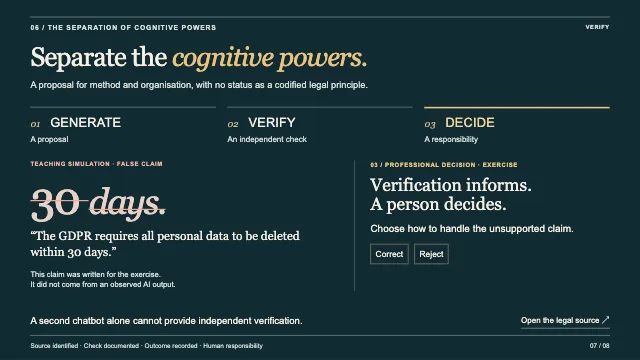 06 / THE SEPARATION OF COGNITIVE POWERS
VERIFY
Separate the cognitive powers.
A proposal for method and organisation, with no status as a codified legal principle.
01 GENERATE
A proposal
02 VERIFY
An independent check
03 DECIDE
A responsibility
TEACHING SIMULATION · FALSE CLAIM
30 days.
“The GDPR requires all personal data to be deleted
within 30 days.”
This claim was written for the exercise.
It did not come from an observed AI output.
03 / PROFESSIONAL DECISION · EXERCISE
Verification informs.
A person decides.
Choose how to handle the unsupported claim.
Correct
Reject
A second chatbot alone cannot provide independent verification.
Open the legal source ↗
Source identified · Check documented · Outcome recorded · Human responsibility
07 / 08